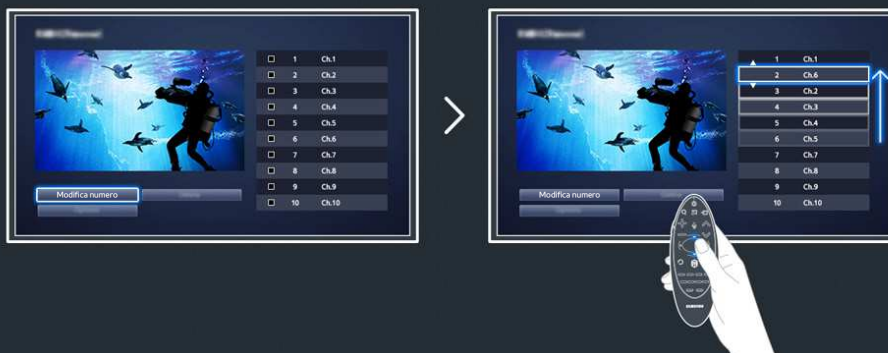 1 Ch.1
2 Ch.2
3 Ch.3
4 Ch.4
5 Ch.5
6 Ch.6
7 Ch.7
8 Ch.8
9 Ch.9
10 Ch.10
Modifica numero
1 Ch.1
2 Ch.6
3 Ch.2
4 Ch.3
5 Ch.4
6 Ch.5
7 Ch.7
8 Ch.8
9 Ch.9
10 Ch.10
Modifica numero
SAMSUNG